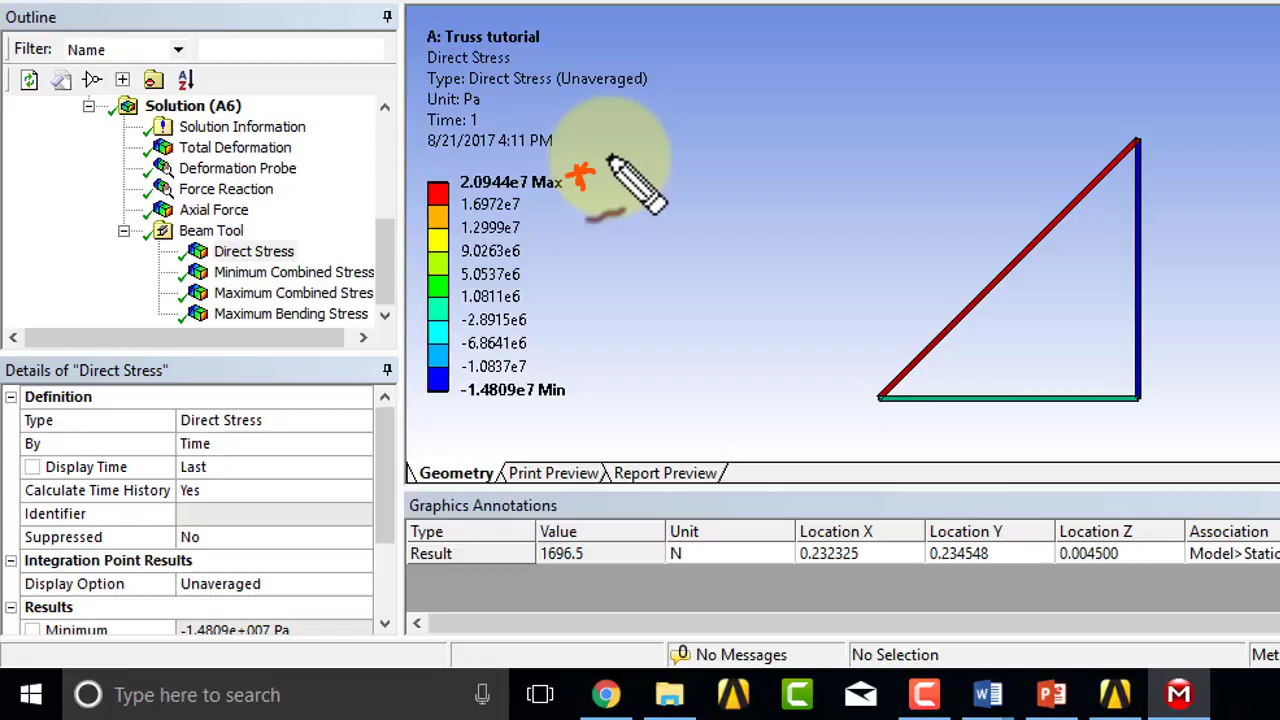 Outline
Filter: Name
Solution (A6)
Solution Information
Total Deformation
Deformation Probe
Force Reaction
Axial Force
Beam Tool
Direct Stress
Minimum Combined Stress
Maximum Combined Stres
Maximum Bending Stress
Details of "Direct Stress"
Definition
Type Direct Stress
By Time
Display Time Last
Calculate Time History Yes
Identifier
Suppressed No
Integration Point Results
Display Option Unaveraged
Results
Minimum -1.4809e+007 Pa
A: Truss tutorial
Direct Stress
Type: Direct Stress (Unaveraged)
Unit: Pa
Time: 1
8/21/2017 4:11 PM
2.0944e7 Max
1.6972e7
1.2999e7
9.0263e6
5.0537e6
1.0811e6
-2.8915e6
-6.8641e6
-1.0837e7
-1.4809e7 Min
Geometry Print Preview Report Preview
Graphics Annotations
Type Value Unit Location X Location Y Location Z Association
Result 1696.5 N 0.232325 0.234548 0.004500 Model>Static
No Messages No Selection Met
Type here to search